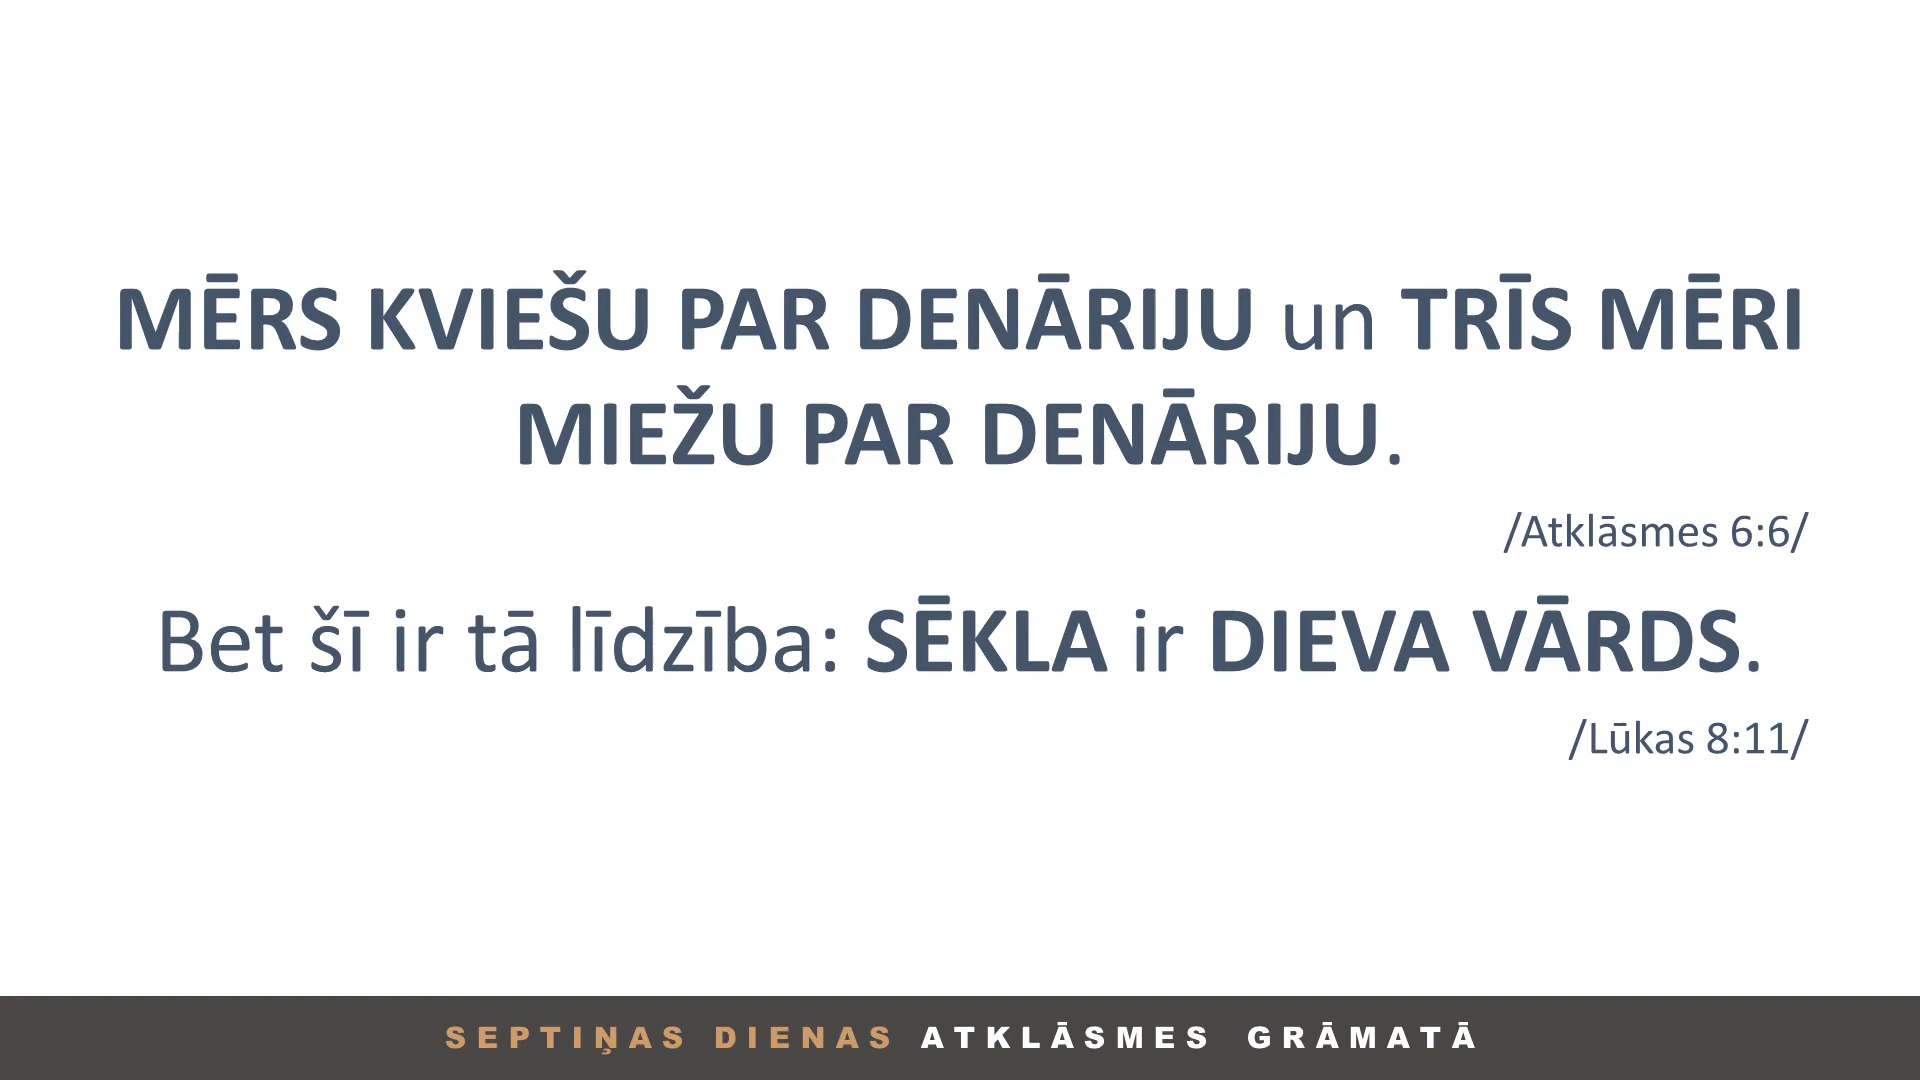 MĒRS KVIEŠU PAR DENĀRIJU un TRĪS MĒRI
MIEŽU PAR DENĀRIJU.
/Atklāsmes 6:6/
Bet šī ir tā līdzība: SĒKLA ir DIEVA VĀRDS.
/Lūkas 8:11/
SEPTIŅAS DIENAS ATKLĀSMES GRĀMATĀ